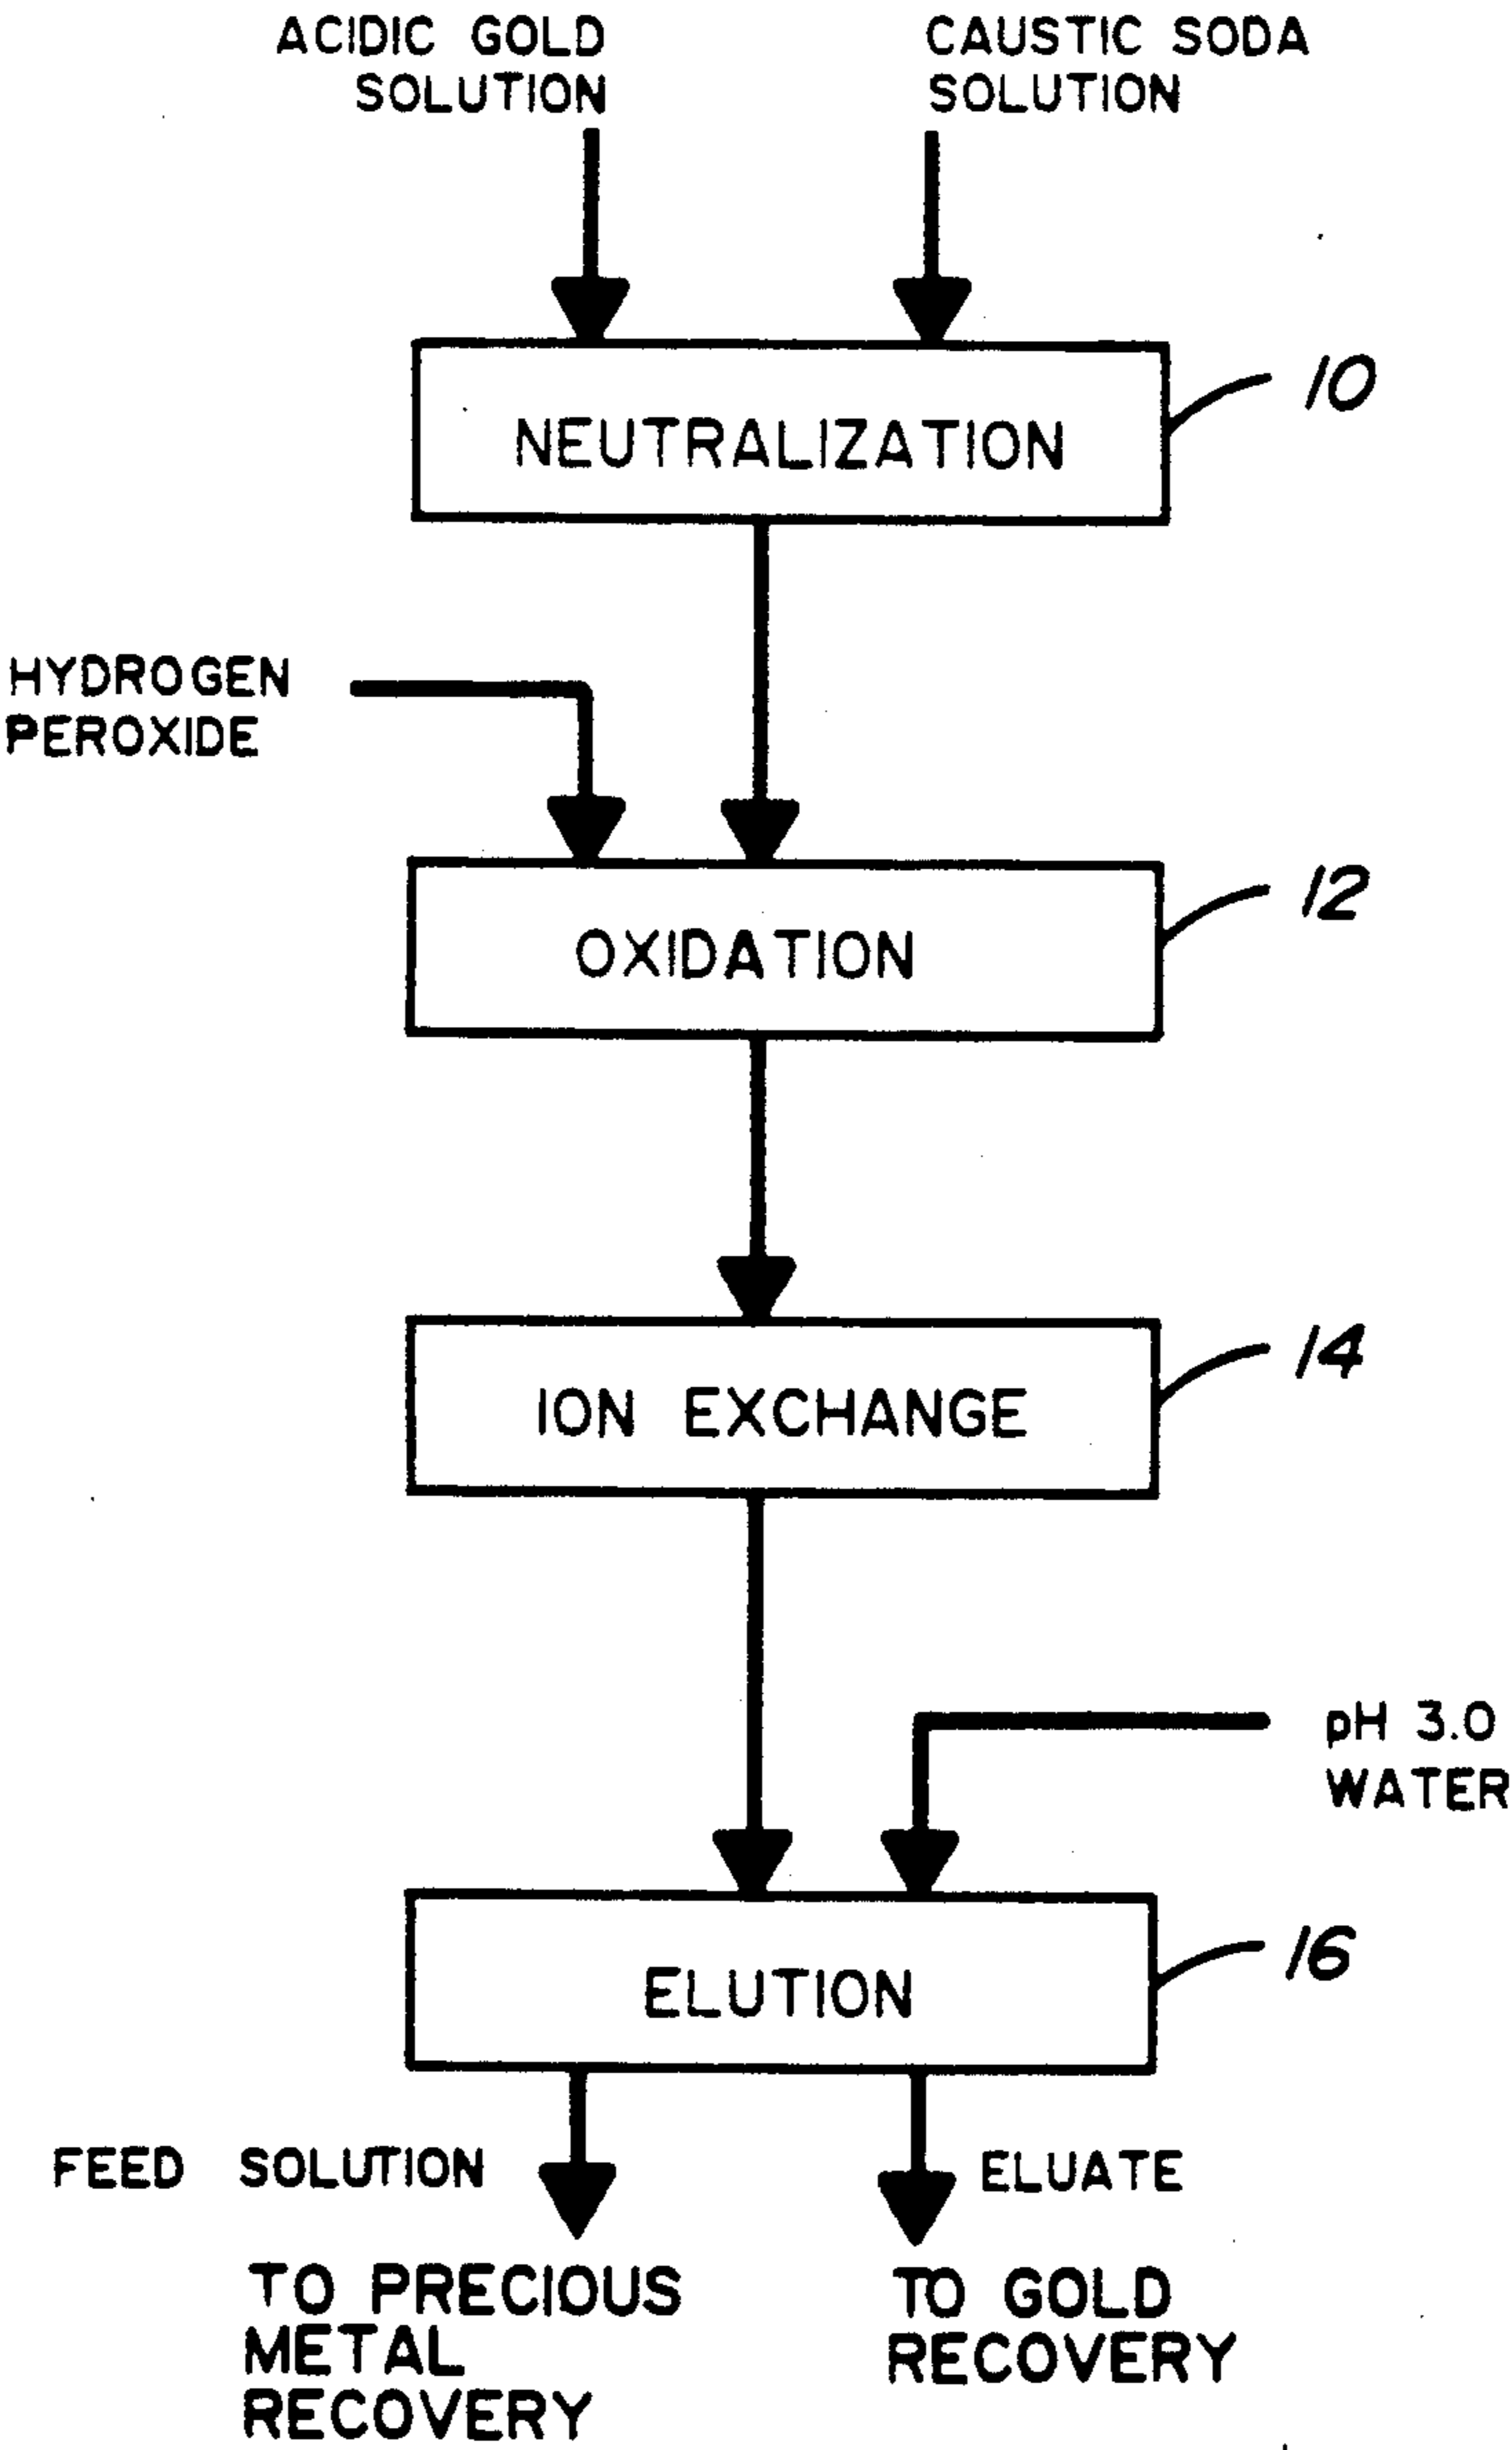 ACIDIC GOLD
SOLUTION
CAUSTIC SODA
SOLUTION
NEUTRALIZATION
10
HYDROGEN
PEROXIDE
OXIDATION
12
ION EXCHANGE
14
pH 3.0
WATER
ELUTION
16
FEED SOLUTION
ELUATE
TO PRECIOUS
METAL
RECOVERY
TO GOLD
RECOVERY